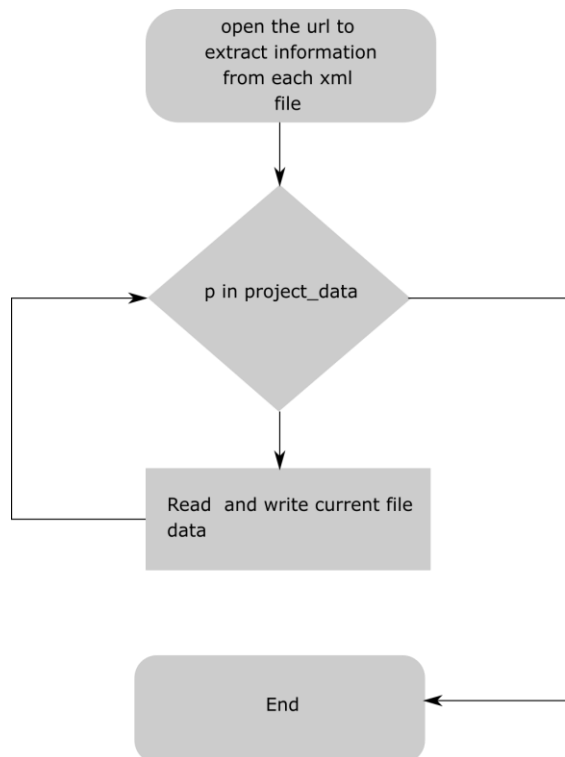 open the url to
extract information
from each xml
file
p in project_data
Read  and write current file
data
End